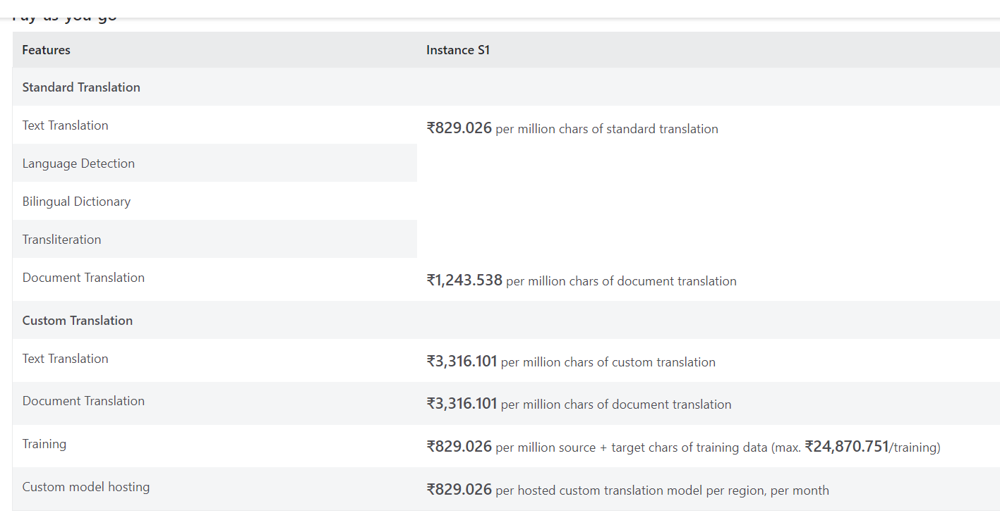 Pay as you go
Features Instance S1
Standard Translation
Text Translation ₹829.026 per million chars of standard translation
Language Detection
Bilingual Dictionary
Transliteration
Document Translation ₹1,243.538 per million chars of document translation
Custom Translation
Text Translation ₹3,316.101 per million chars of custom translation
Document Translation ₹3,316.101 per million chars of document translation
Training ₹829.026 per million source + target chars of training data (max. ₹24,870.751/training)
Custom model hosting ₹829.026 per hosted custom translation model per region, per month